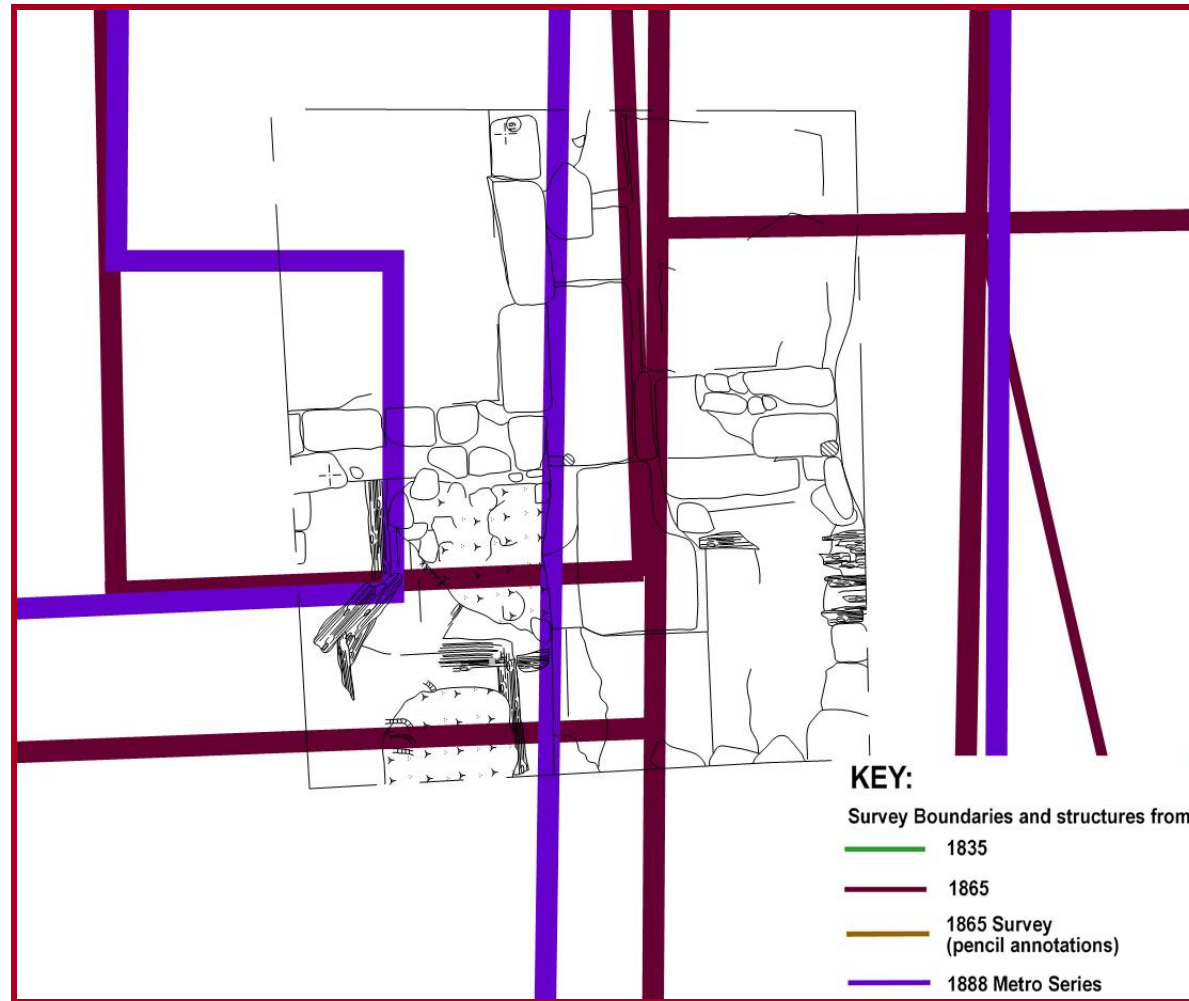 KEY:
Survey Boundaries and structures from
1835
1865
1865 Survey
(pencil annotations)
1888 Metro Series